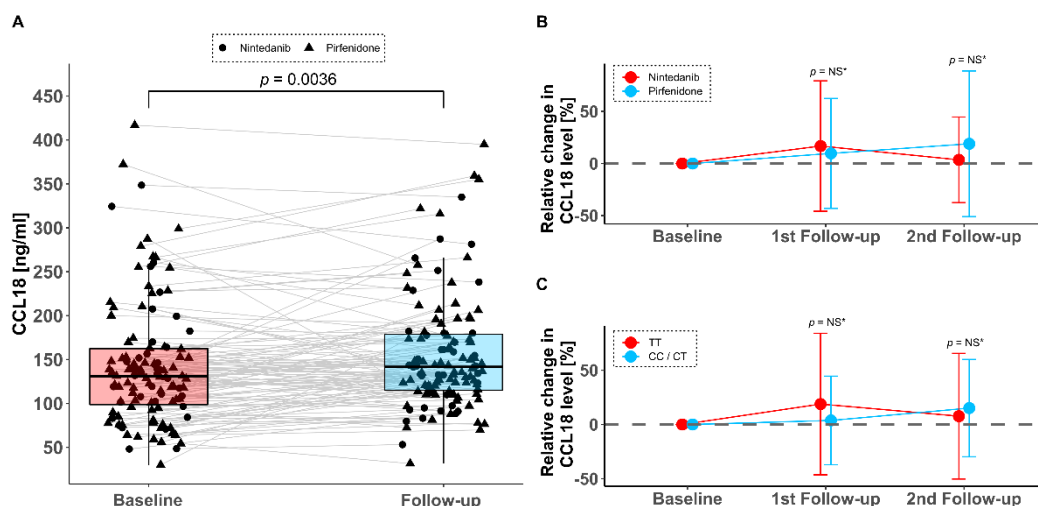 A
Nintedanib Pirfenidone
p = 0.0036
CCL18 [ng/ml]
450
400
350
300
250
200
150
100
50
Baseline Follow-up
B
Relative change in
CCL18 level [%]
Nintedanib
Pirfenidone
p = NS*
p = NS*
50
0
-50
Baseline 1st Follow-up 2nd Follow-up
C
Relative change in
CCL18 level [%]
TT
CC / CT
p = NS*
p = NS*
50
0
-50
Baseline 1st Follow-up 2nd Follow-up